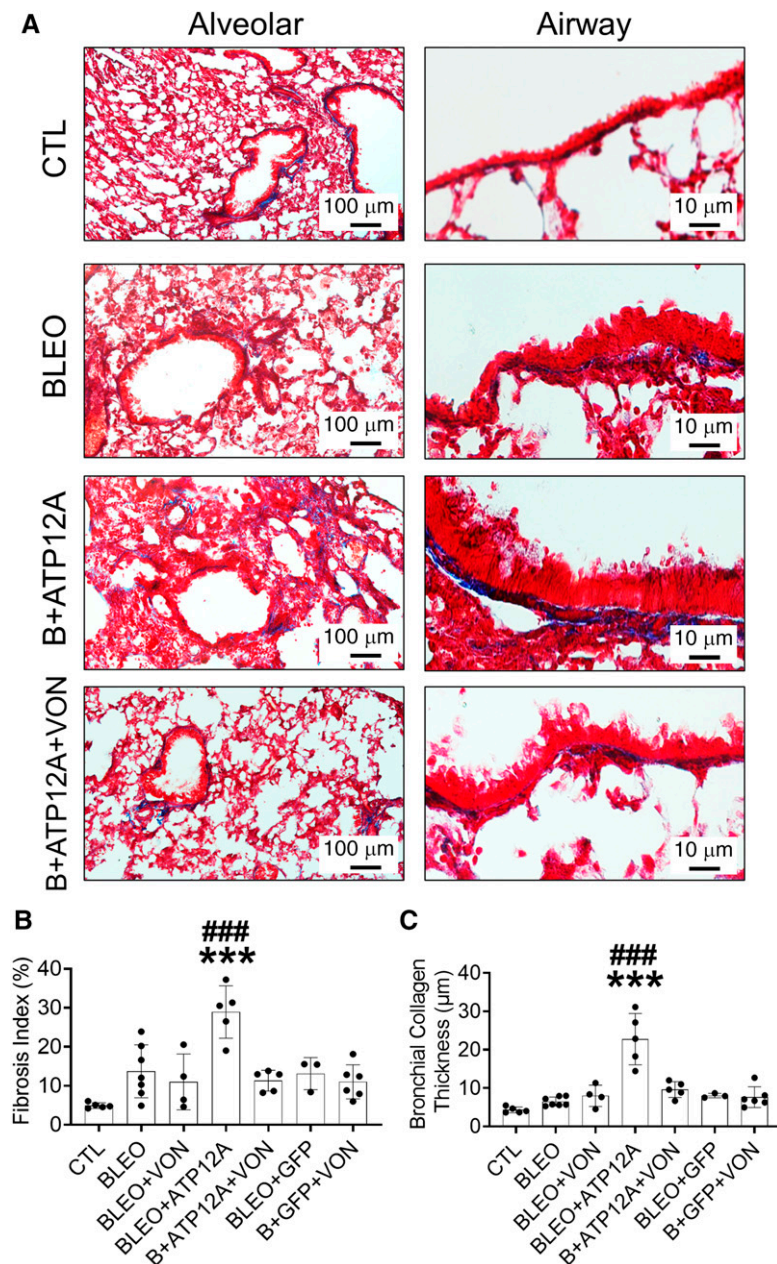 A
Alveolar
Airway
CTL
100 μm
10 μm
BLEO
100 μm
10 μm
B+ATP12A
100 μm
10 μm
B+ATP12A+VON
100 μm
10 μm
B
Fibrosis Index (%)
40
30
20
10
0
###
***
CTL
BLEO
BLEO+VON
BLEO+ATP12A
B+ATP12A+VON
BLEO+GFP
B+GFP+VON
C
Bronchial Collagen
Thickness (μm)
40
30
20
10
0
###
***
CTL
BLEO
BLEO+VON
BLEO+ATP12A
B+ATP12A+VON
BLEO+GFP
B+GFP+VON